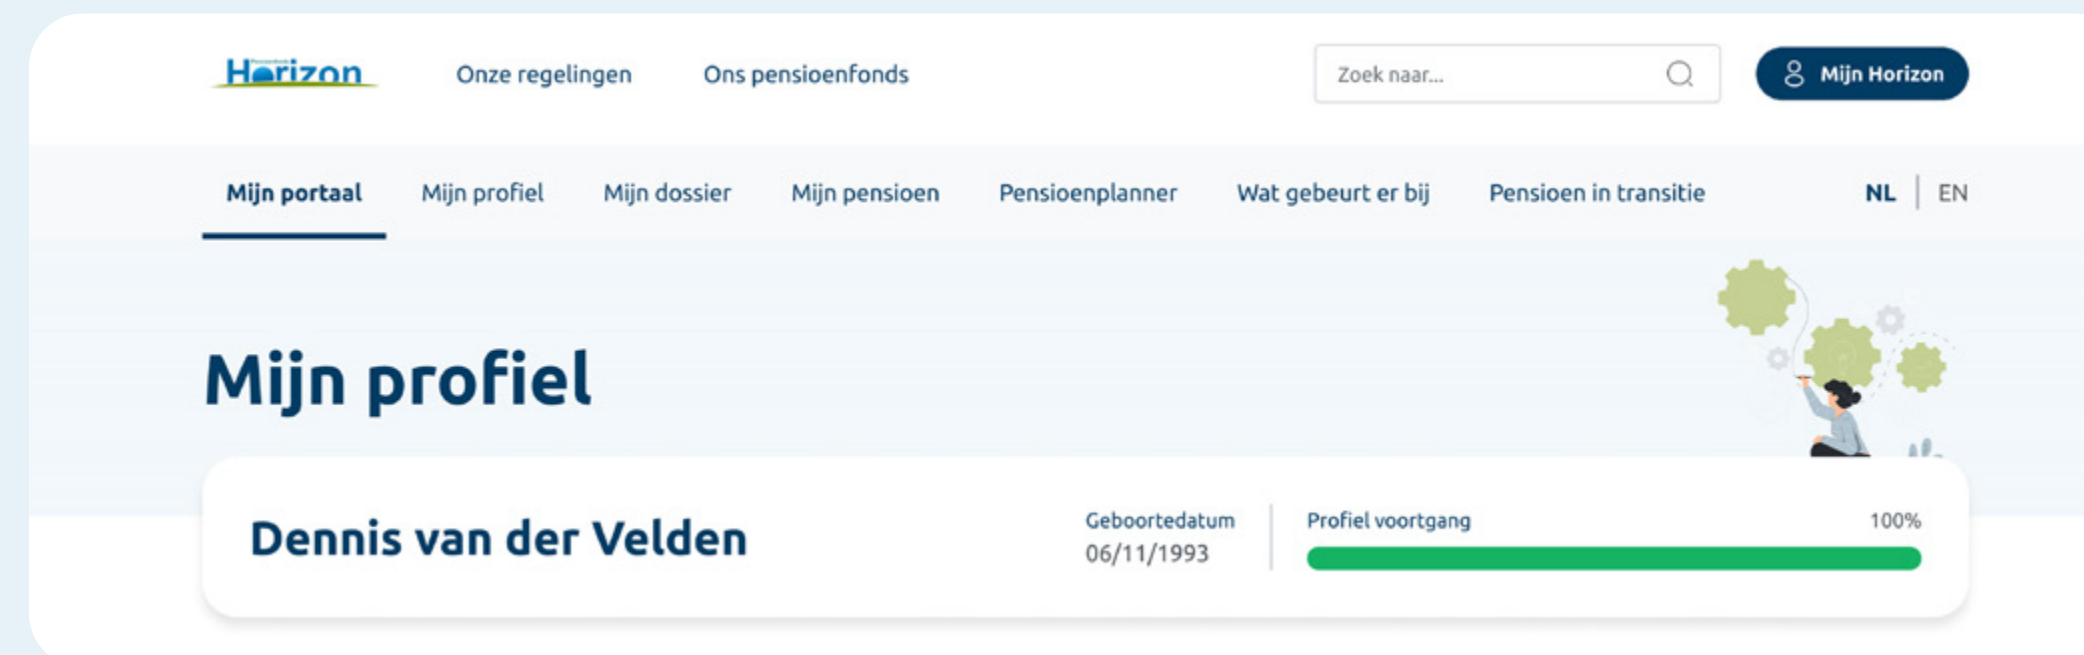 Horizon
Onze regelingen
Ons pensioenfonds
Zoek naar...
Mijn Horizon
Mijn portaal
Mijn profiel
Mijn dossier
Mijn pensioen
Pensioenplanner
Wat gebeurt er bij
Pensioen in transitie
NL | EN
Mijn profiel
Dennis van der Velden
Geboortedatum
06/11/1993
Profiel voortgang
100%